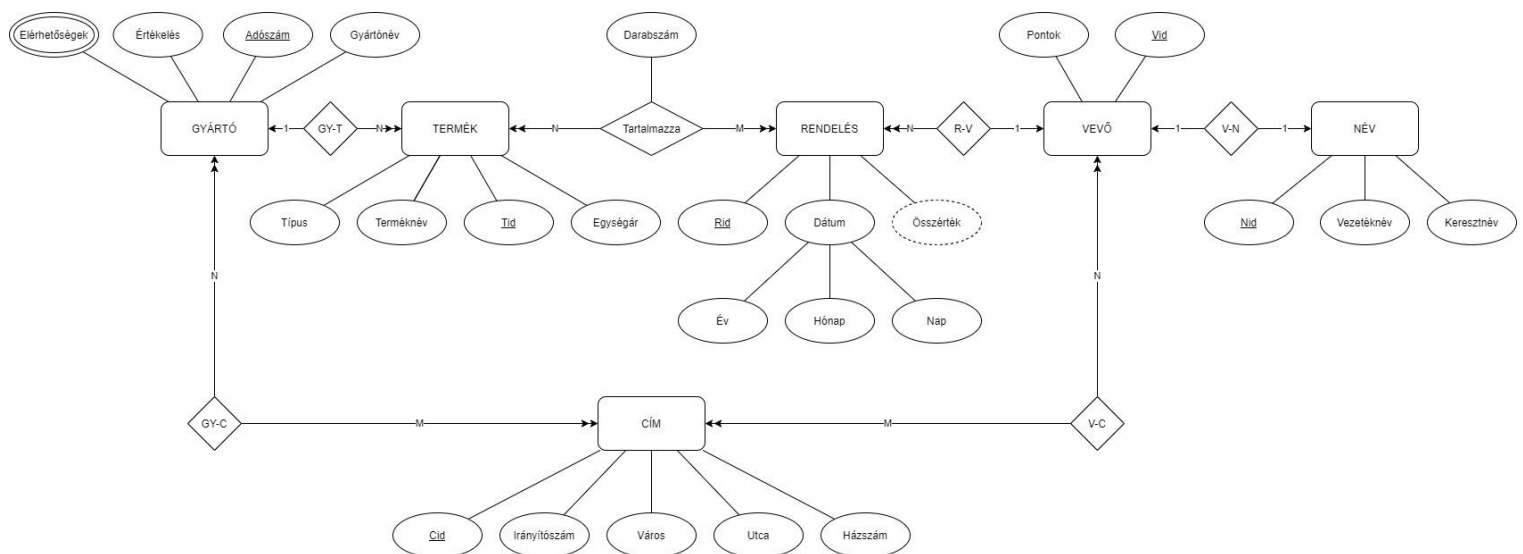 Elérhetőségek
Értékelés
Adószám
Gyártónév
Darabszám
Pontok
Vid
GYÁRTÓ
1
GY-T
N
TERMÉK
N
Tartalmazza
M
RENDELÉS
N
R-V
1
VEVŐ
1
V-N
1
NÉV
Típus
Terméknév
Tid
Egységár
Rid
Dátum
Összérték
Nid
Vezetéknév
Keresztnév
N
N
Év
Hónap
Nap
GY-C
M
CÍM
M
V-C
Cid
Irányítószám
Város
Utca
Házszám